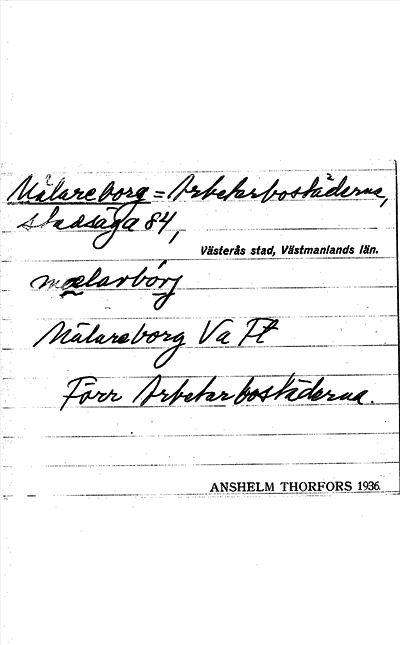 Mälareborg = Arbetarbostäderna,
stadsäga 84,
Västerås stad, Västmanlands län.
mælarbórj
Mälareborg Va Ft
Förr Arbetarbostäderna.
ANSHELM THORFORS 1936.